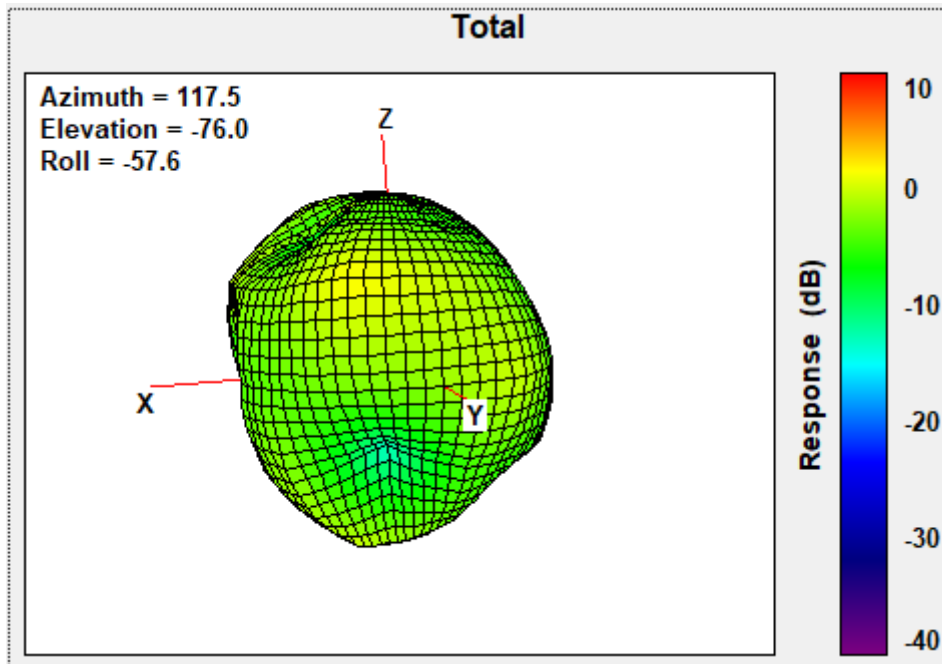 Total
Azimuth = 117.5
Elevation = -76.0
Roll = -57.6
Z
X
Y
10
0
-10
-20
-30
-40
Response (dB)